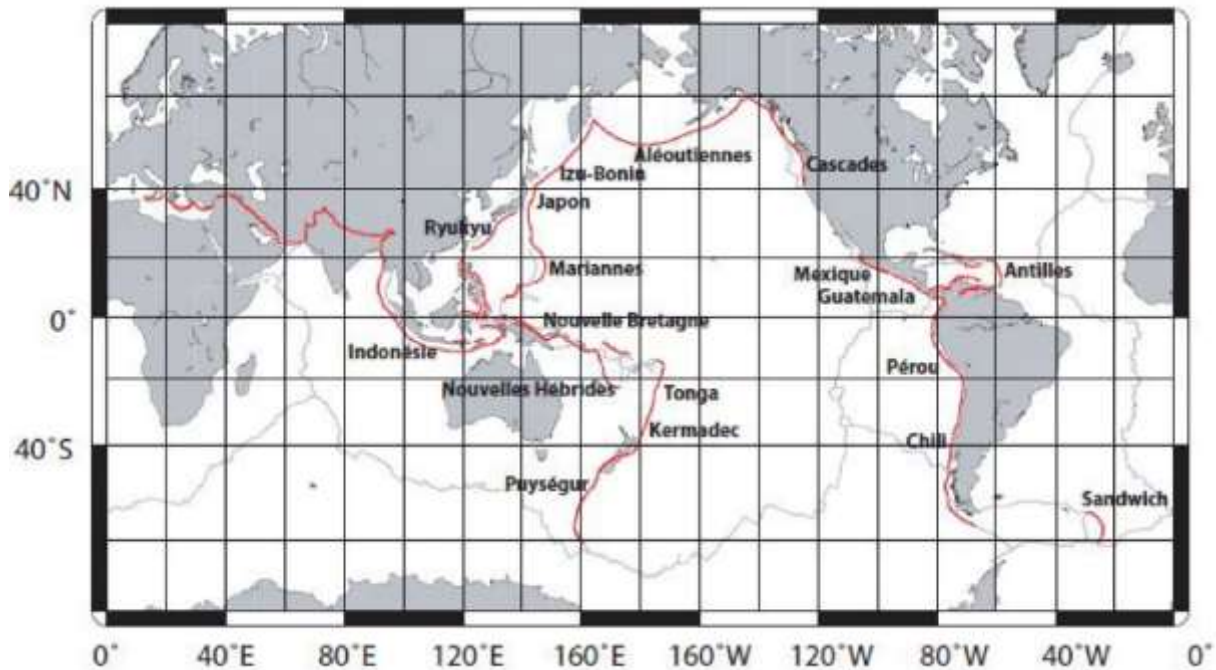 Aléoutiennes
Cascades
Izu-Bonin
40°N
Japon
Ryukyu
Mariannes
Mexique
Antilles
Guatemala
0°
Nouvelle Bretagne
Indonésie
Pérou
Nouvelles Hébrides
Tonga
Kermadec
Chili
40°S
Puységur
Sandwich
0° 40°E 80°E 120°E 160°E 160°W 120°W 80°W 40°W 0°